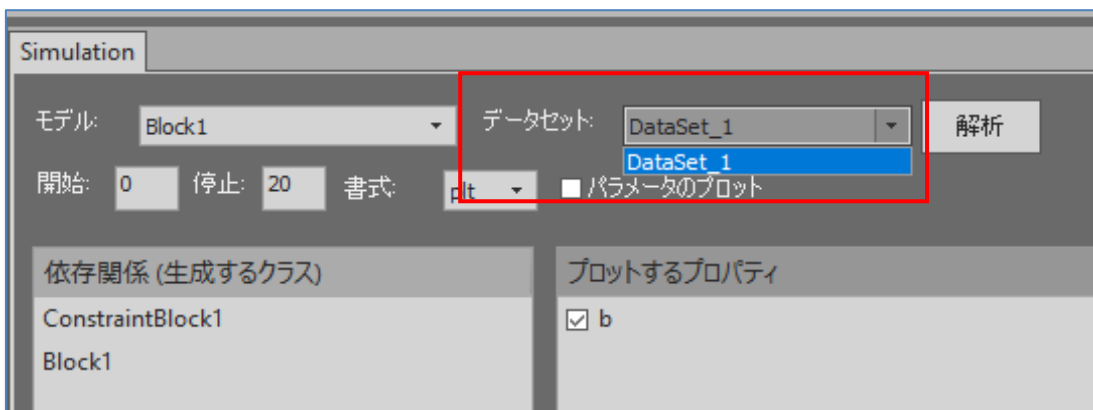 Simulation
モデル: Block1 データセット: DataSet_1 解析
DataSet_1
開始: 0 停止: 20 書式: plt パラメータのプロット
依存関係 (生成するクラス) プロットするプロパティ
ConstraintBlock1 b
Block1